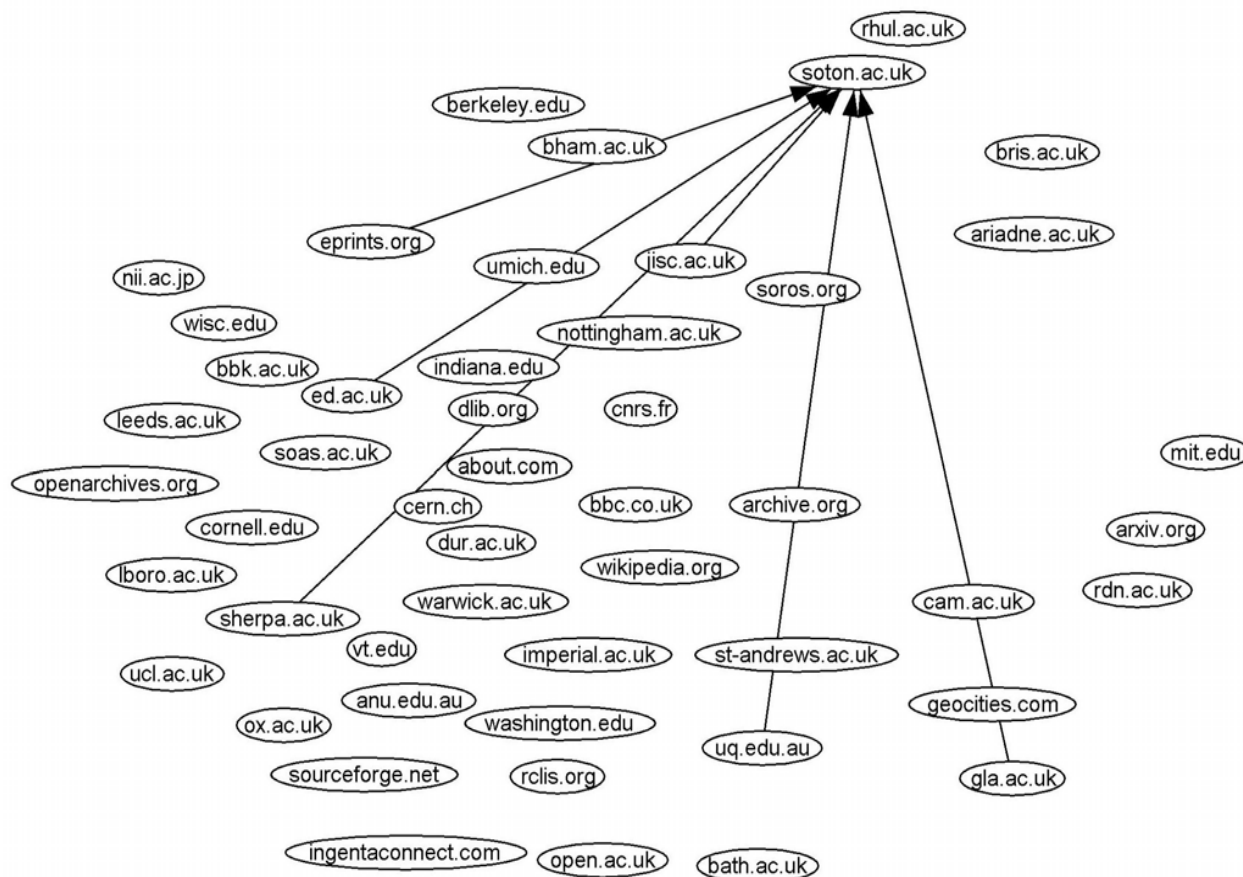 rhul.ac.uk
soton.ac.uk
berkeley.edu
bham.ac.uk
bris.ac.uk
ariadne.ac.uk
eprints.org
umich.edu
jisc.ac.uk
nii.ac.jp
soros.org
wisc.edu
nottingham.ac.uk
bbk.ac.uk
indiana.edu
ed.ac.uk
dlib.org
cnrs.fr
leeds.ac.uk
soas.ac.uk
mit.edu
about.com
openarchives.org
cern.ch
bbc.co.uk
archive.org
cornell.edu
arxiv.org
dur.ac.uk
wikipedia.org
lboro.ac.uk
rdn.ac.uk
warwick.ac.uk
cam.ac.uk
sherpa.ac.uk
vt.edu
imperial.ac.uk
st-andrews.ac.uk
ucl.ac.uk
anu.edu.au
geocities.com
ox.ac.uk
washington.edu
uq.edu.au
sourceforge.net
rclis.org
gla.ac.uk
ingentaconnect.com
open.ac.uk
bath.ac.uk